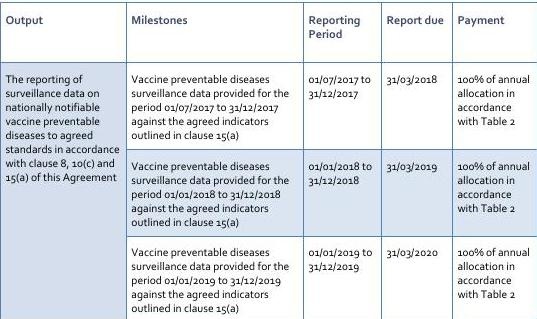 Output
Milestones
Reporting
Period
Report due
Payment
The reporting of
surveillance data on
nationally notifiable
vaccine preventable
diseases to agreed
standards in accordance
with clause 8, 10(c) and
15(a) of this Agreement
Vaccine preventable diseases
surveillance data provided for the
period 01/07/2017 to 31/12/2017
against the agreed indicators
outlined in clause 15(a)
01/07/2017 to
31/12/2017
31/03/2018
100% of annual
allocation in
accordance
with Table 2
Vaccine preventable diseases
surveillance data provided for the
period 01/01/2018 to 31/12/2018
against the agreed indicators
outlined in clause 15(a)
01/01/2018 to
31/12/2018
31/03/2019
100% of annual
allocation in
accordance
with Table 2
Vaccine preventable diseases
surveillance data provided for the
period 01/01/2019 to 31/12/2019
against the agreed indicators
outlined in clause 15(a)
01/01/2019 to
31/12/2019
31/03/2020
100% of annual
allocation in
accordance
with Table 2